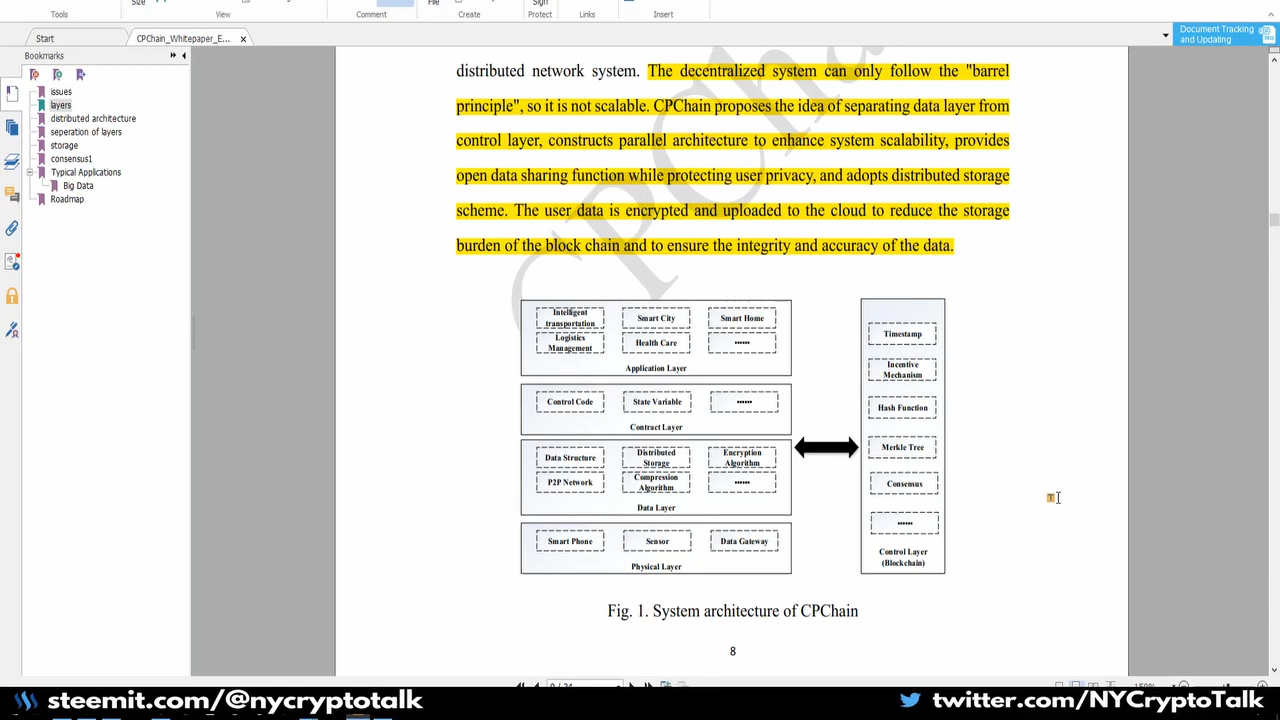 Size
File
Sign
Tools
View
Comment
Create
Protect
Links
Insert
Start
CPChain_Whitepaper_E...
Document Tracking
and Updating
Bookmarks
issues
layers
distributed architecture
seperation of layers
storage
consensus1
Typical Applications
Big Data
Roadmap
distributed network system. The decentralized system can only follow the "barrel
principle", so it is not scalable. CPChain proposes the idea of separating data layer from
control layer, constructs parallel architecture to enhance system scalability, provides
open data sharing function while protecting user privacy, and adopts distributed storage
scheme. The user data is encrypted and uploaded to the cloud to reduce the storage
burden of the block chain and to ensure the integrity and accuracy of the data.
CPCha
Intelligent
transportation
Smart City
Smart Home
Logistics
Management
Health Care
......
Application Layer
Control Code
State Variable
......
Contract Layer
Data Structure
Distributed
Storage
Encryption
Algorithm
P2P Network
Compression
Algorithm
......
Data Layer
Smart Phone
Sensor
Data Gateway
Physical Layer
Timestamp
Incentive
Mechanism
Hash Function
Merkle Tree
Consensus
......
Control Layer
(Blockchain)
Fig. 1. System architecture of CPChain
8
steemit.com/@nycryptotalk
twitter.com/NYCryptoTalk